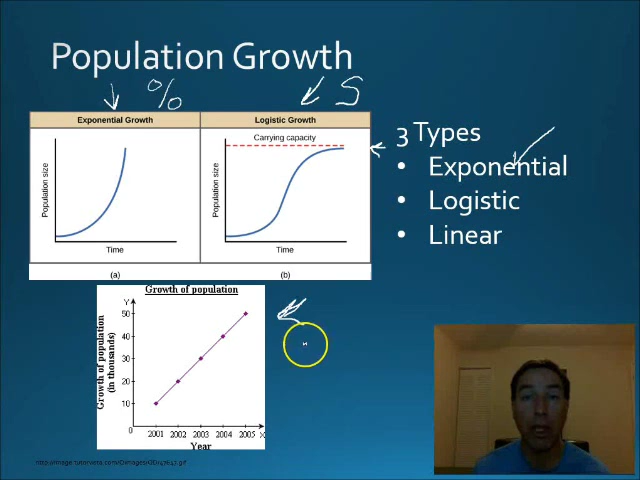 Population Growth
% S
Exponential Growth Logistic Growth
Carrying capacity
Population size
Time
(a)
Population size
Time
(b)
3 Types
• Exponential
• Logistic
• Linear
Growth of population
Y
50
40
30
20
10
0
2001 2002 2003 2004 2005 X
Year
Growth of population
(in thousands)